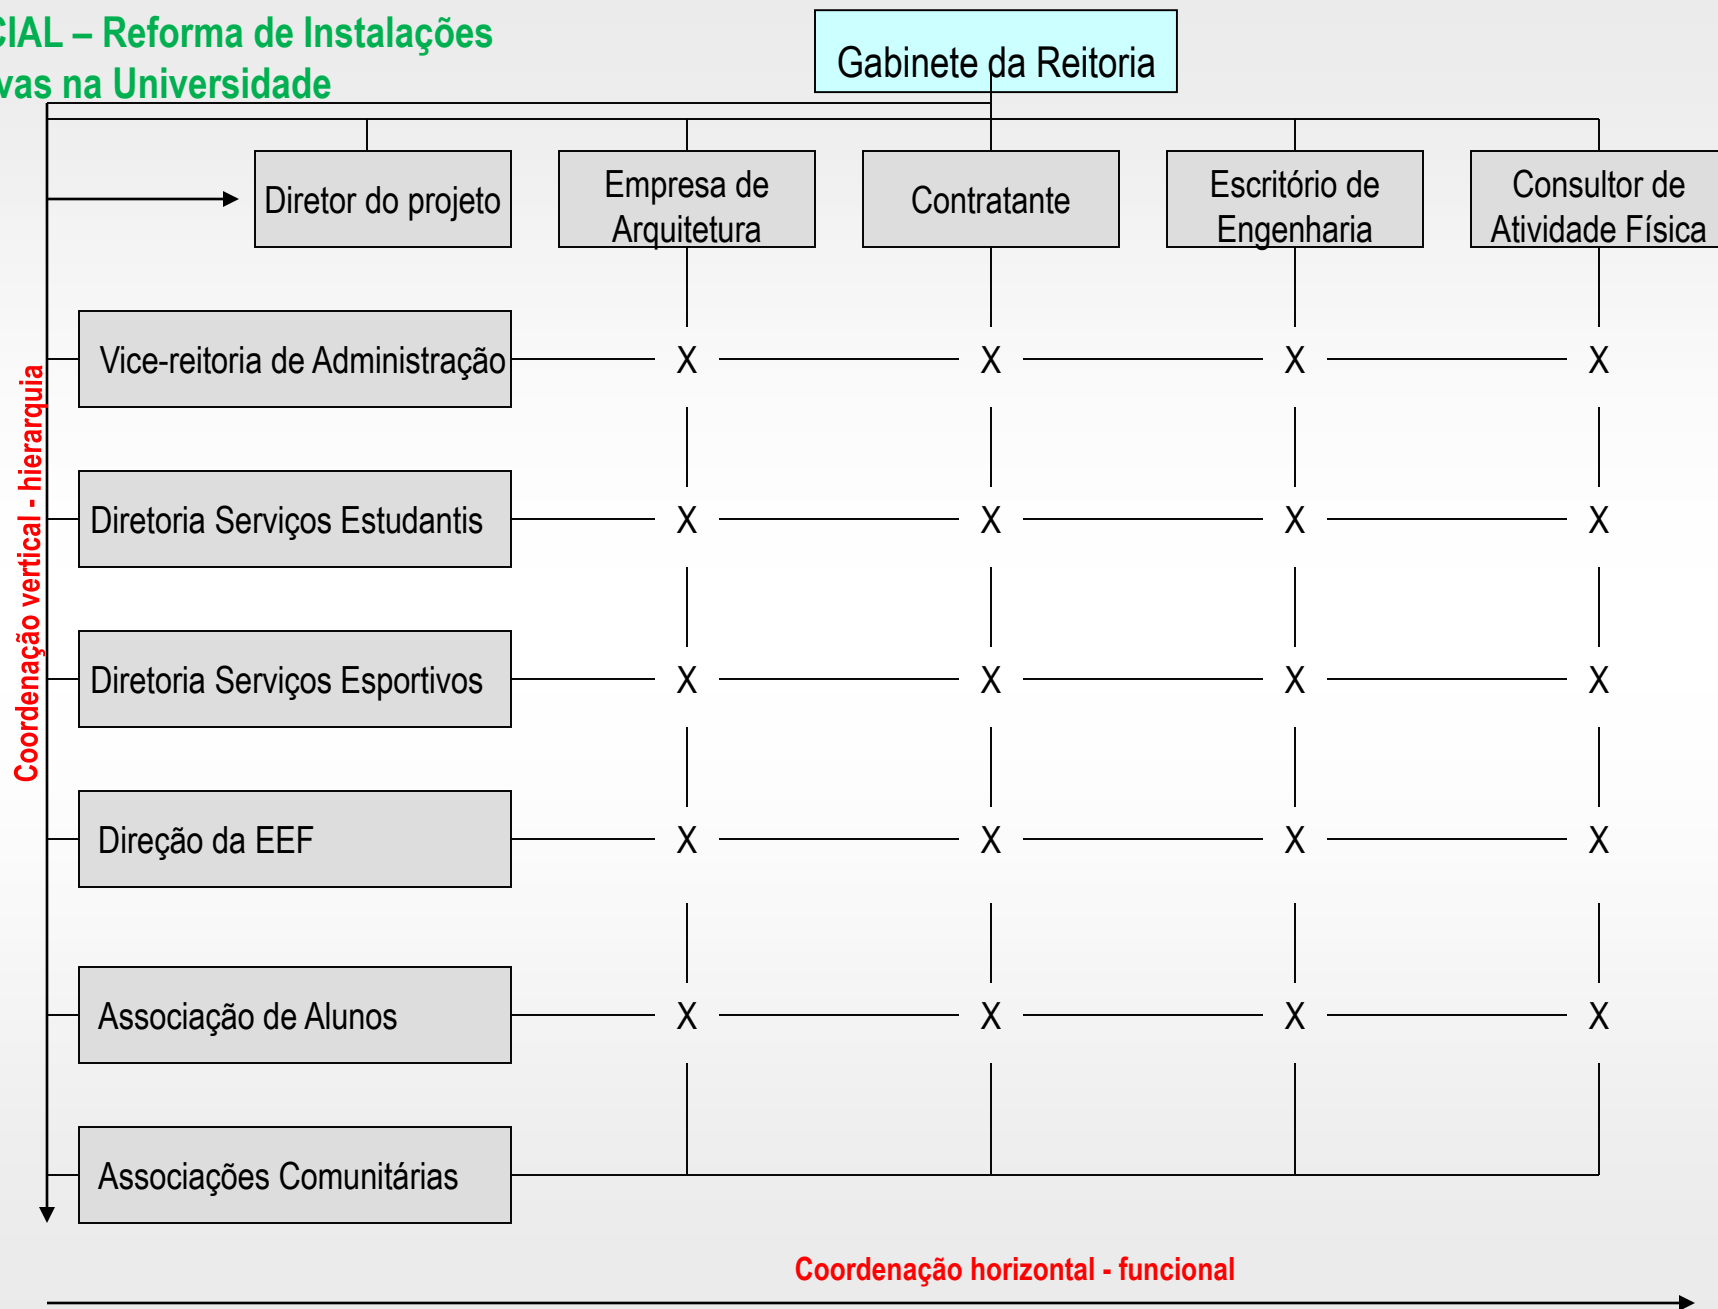 CIAL – Reforma de Instalações
vas na Universidade
Gabinete da Reitoria
Diretor do projeto
Empresa de
Arquitetura
Contratante
Escritório de
Engenharia
Consultor de
Atividade Física
Vice-reitoria de Administração
X X X X
Diretoria Serviços Estudantis
X X X X
Diretoria Serviços Esportivos
X X X X
Direção da EEF
X X X X
Associação de Alunos
X X X X
Associações Comunitárias
Coordenação vertical - hierarquia
Coordenação horizontal - funcional